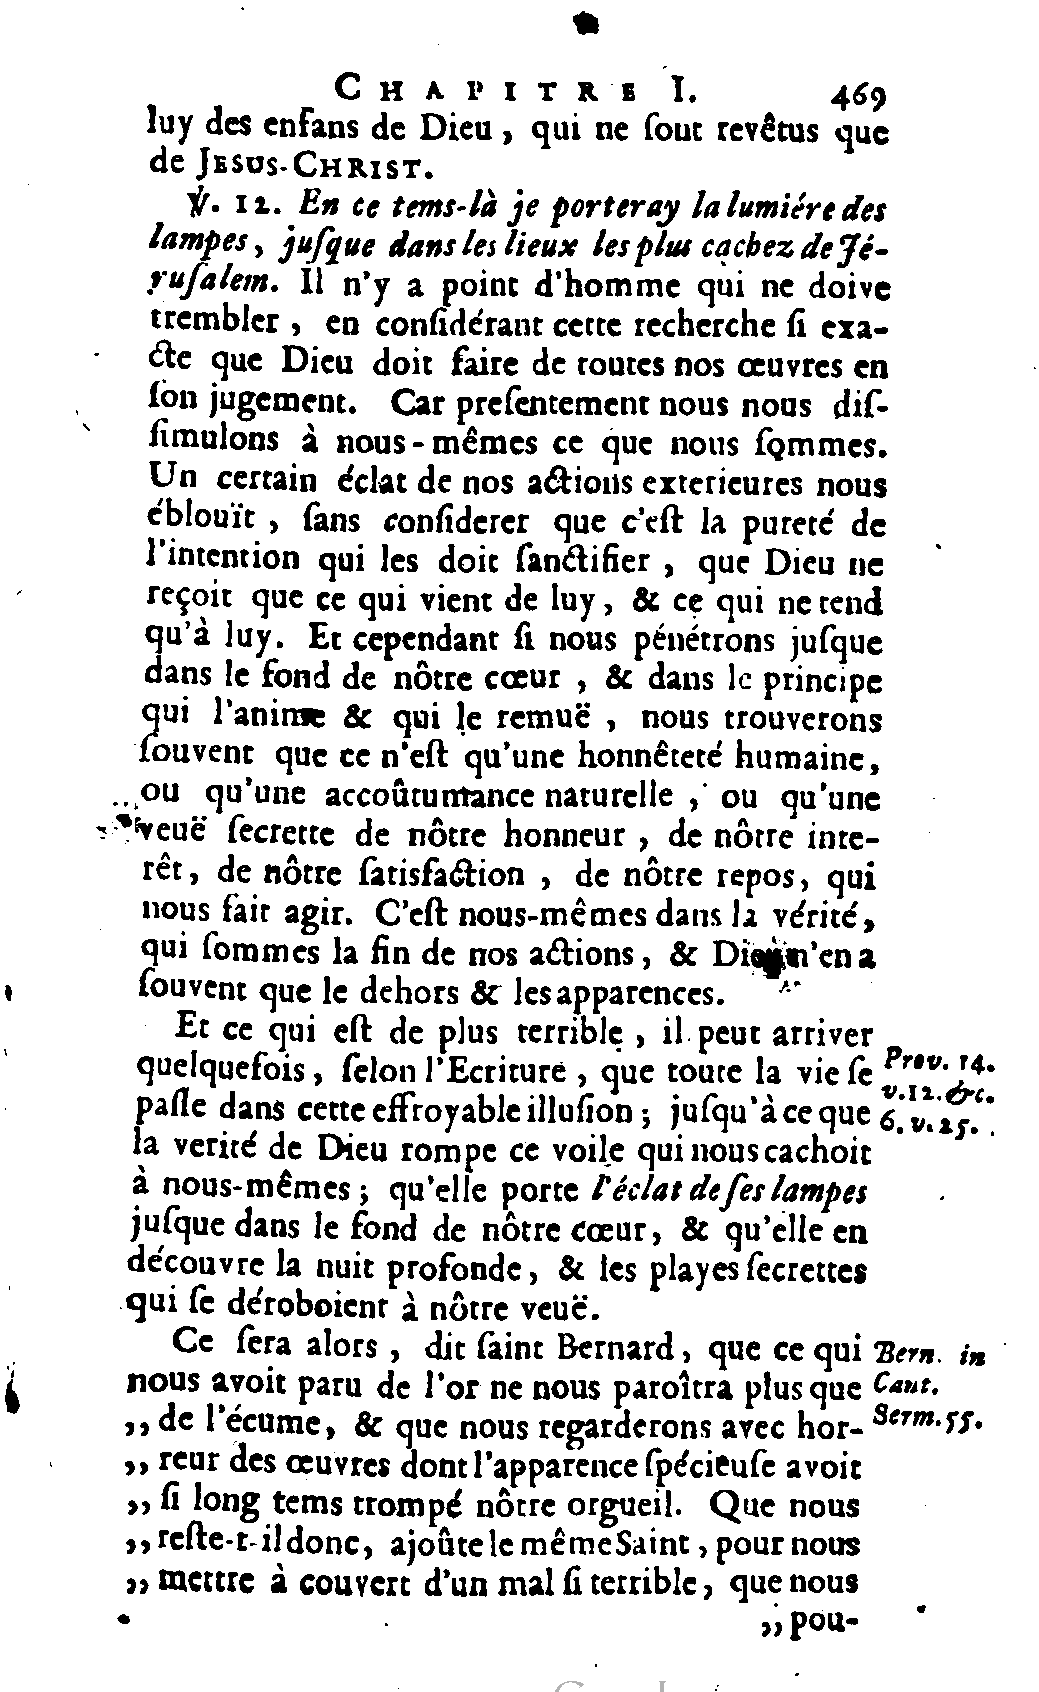 CHAPITRE I. 469
luy des enfans de Dieu, qui ne ſont revêtus que
de JESUS-CHRIST.
℣. 12. En ce tems-là je porteray la lumiére des
lampes, juſque dans les lieux les plus cachez de Jé-
ruſalem. Il n'y a point d'homme qui ne doive
trembler, en conſidérant cette recherche ſi exa-
cte que Dieu doit faire de toutes nos œuvres en
ſon jugement. Car preſentement nous nous diſ-
ſimulons à nous-mêmes ce que nous ſommes.
Un certain éclat de nos actions exterieures nous
éblouït, ſans conſiderer que c'eſt la pureté de
l'intention qui les doit ſanctifier, que Dieu ne
reçoit que ce qui vient de luy, & ce qui ne tend
qu'à luy. Et cependant ſi nous pénétrons juſque
dans le fond de nôtre cœur, & dans le principe
qui l'anime & qui le remuë, nous trouverons
ſouvent que ce n'eſt qu'une honnêteté humaine,
ou qu'une accoûtumance naturelle, ou qu'une
veuë ſecrette de nôtre honneur, de nôtre inte-
rêt, de nôtre ſatisfaction, de nôtre repos, qui
nous fait agir. C'eſt nous-mêmes dans la vérité,
qui ſommes la fin de nos actions, & Dieu n'en a
ſouvent que le dehors & les apparences.
Et ce qui eſt de plus terrible, il peut arriver
quelquefois, ſelon l'Ecriture, que toute la vie ſe
paſſe dans cette effroyable illuſion; juſqu'à ce que
la verité de Dieu rompe ce voile qui nous cachoit
à nous-mêmes; qu'elle porte l'éclat de ſes lampes
juſque dans le fond de nôtre cœur, & qu'elle en
découvre la nuit profonde, & les playes ſecrettes
qui ſe déroboient à nôtre veuë.
Prov. 14.
v.12. &c.
6. v. 25.
Ce ſera alors, dit ſaint Bernard, que ce qui
nous avoit paru de l'or ne nous paroîtra plus que
„ de l'écume, & que nous regarderons avec hor-
„ reur des œuvres dont l'apparence ſpécieuſe avoit
„ ſi long tems trompé nôtre orgueil. Que nous
„ reſte-t-il donc, ajoûte le même Saint, pour nous
„ mettre à couvert d'un mal ſi terrible, que nous
Bern. in
Cant.
Serm. 55.
„ pou-